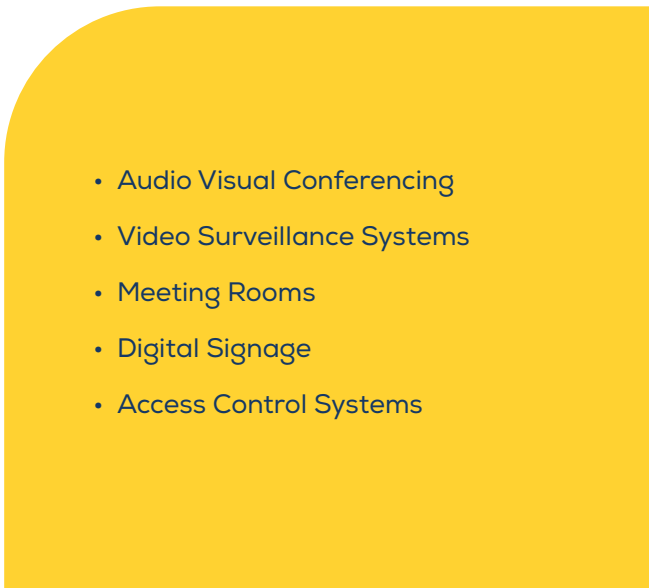 • Audio Visual Conferencing
• Video Surveillance Systems
• Meeting Rooms
• Digital Signage
• Access Control Systems